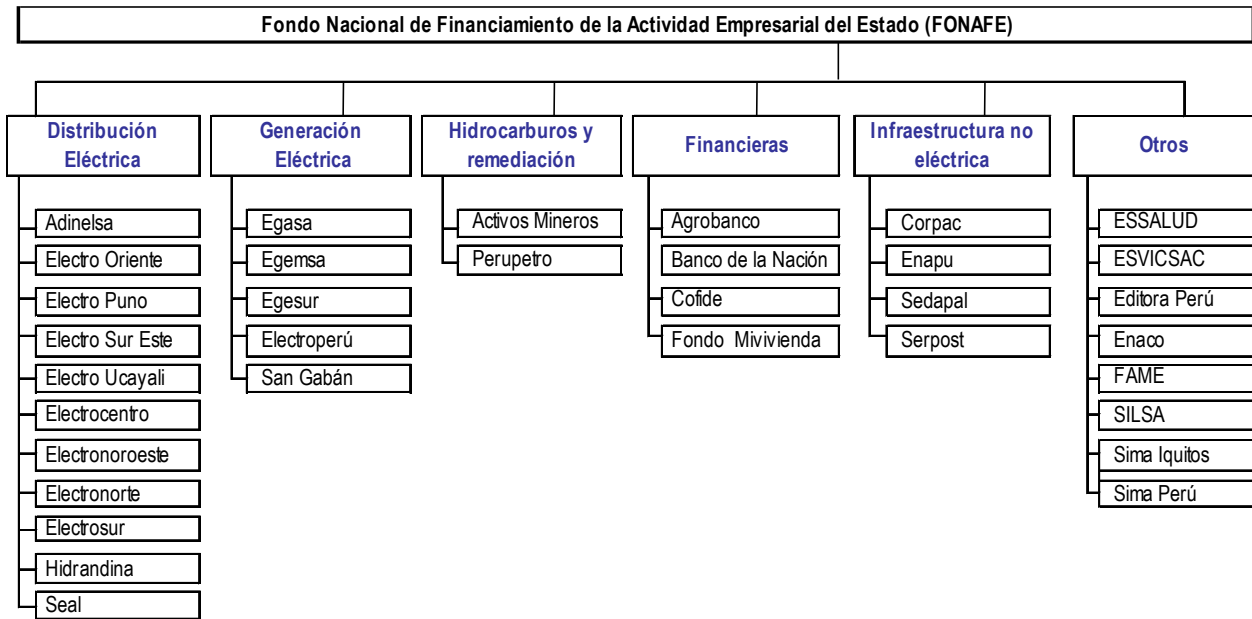 Fondo Nacional de Financiamiento de la Actividad Empresarial del Estado (FONAFE)
Distribución
Eléctrica
Adinelsa
Electro Oriente
Electro Puno
Electro Sur Este
Electro Ucayali
Electrocentro
Electronoroeste
Electronorte
Electrosur
Hidrandina
Seal
Generación
Eléctrica
Egasa
Egemsa
Egesur
Electroperú
San Gabán
Hidrocarburos y
remediación
Activos Mineros
Perupetro
Financieras
Agrobanco
Banco de la Nación
Cofide
Fondo Mivivienda
Infraestructura no
eléctrica
Corpac
Enapu
Sedapal
Serpost
Otros
ESSALUD
ESVICSAC
Editora Perú
Enaco
FAME
SILSA
Sima Iquitos
Sima Perú